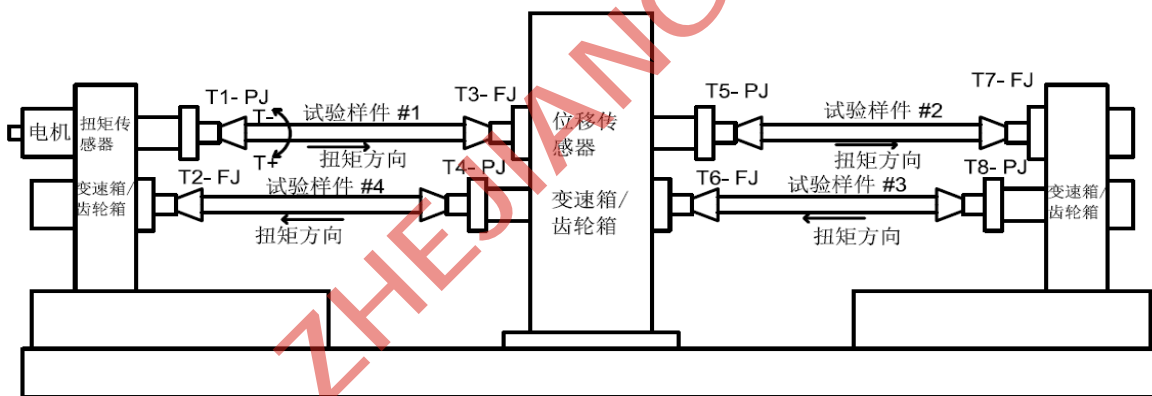 ZHEJIANG
T1- PJ
T-
T+
试验样件 #1
扭矩方向
T3- FJ
T5- PJ
试验样件 #2
扭矩方向
T7- FJ
电机
扭矩传
感器
位移传
感器
变速箱/
齿轮箱
T2- FJ
试验样件 #4
扭矩方向
T4- PJ
变速箱/
齿轮箱
T6- FJ
试验样件 #3
扭矩方向
T8- PJ
变速箱/
齿轮箱